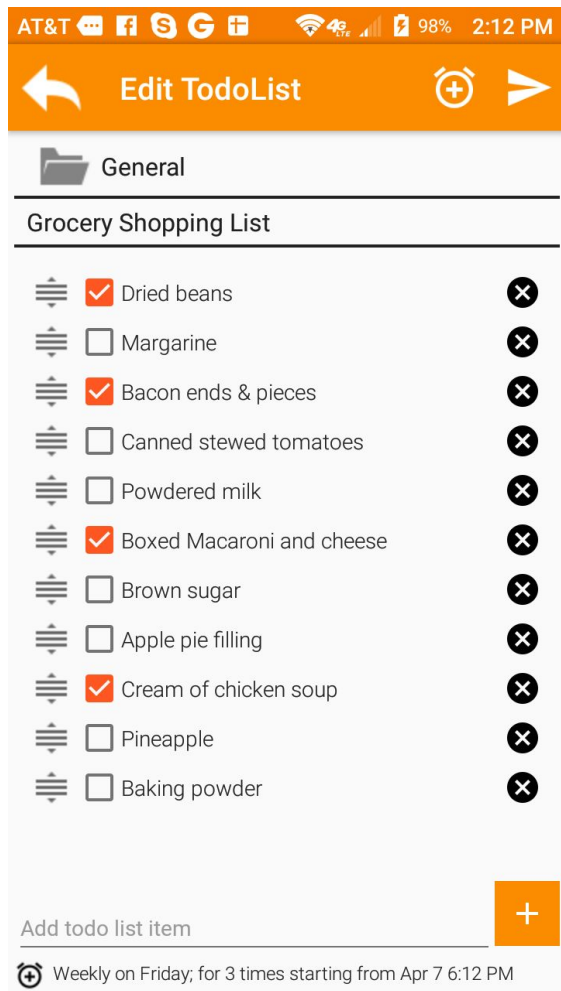 AT&T 98% 2:12 PM
Edit TodoList
General
Grocery Shopping List
Dried beans
Margarine
Bacon ends & pieces
Canned stewed tomatoes
Powdered milk
Boxed Macaroni and cheese
Brown sugar
Apple pie filling
Cream of chicken soup
Pineapple
Baking powder
Add todo list item
Weekly on Friday; for 3 times starting from Apr 7 6:12 PM